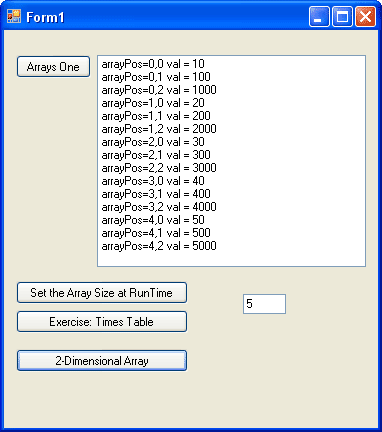 Form1
Arrays One
arrayPos=0,0 val = 10
arrayPos=0,1 val = 100
arrayPos=0,2 val = 1000
arrayPos=1,0 val = 20
arrayPos=1,1 val = 200
arrayPos=1,2 val = 2000
arrayPos=2,0 val = 30
arrayPos=2,1 val = 300
arrayPos=2,2 val = 3000
arrayPos=3,0 val = 40
arrayPos=3,1 val = 400
arrayPos=3,2 val = 4000
arrayPos=4,0 val = 50
arrayPos=4,1 val = 500
arrayPos=4,2 val = 5000
Set the Array Size at RunTime
5
Exercise: Times Table
2-Dimensional Array